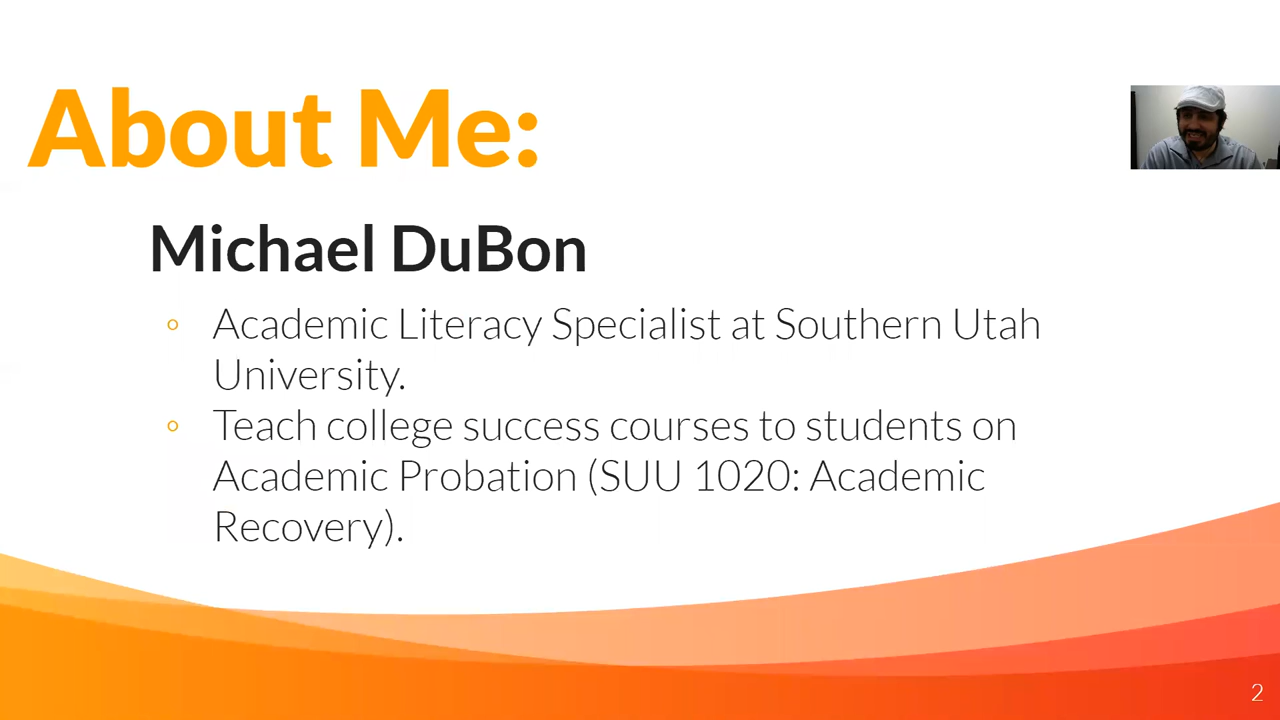 About Me:
Michael DuBon
◦ Academic Literacy Specialist at Southern Utah
University.
◦ Teach college success courses to students on
Academic Probation (SUU 1020: Academic
Recovery).
2